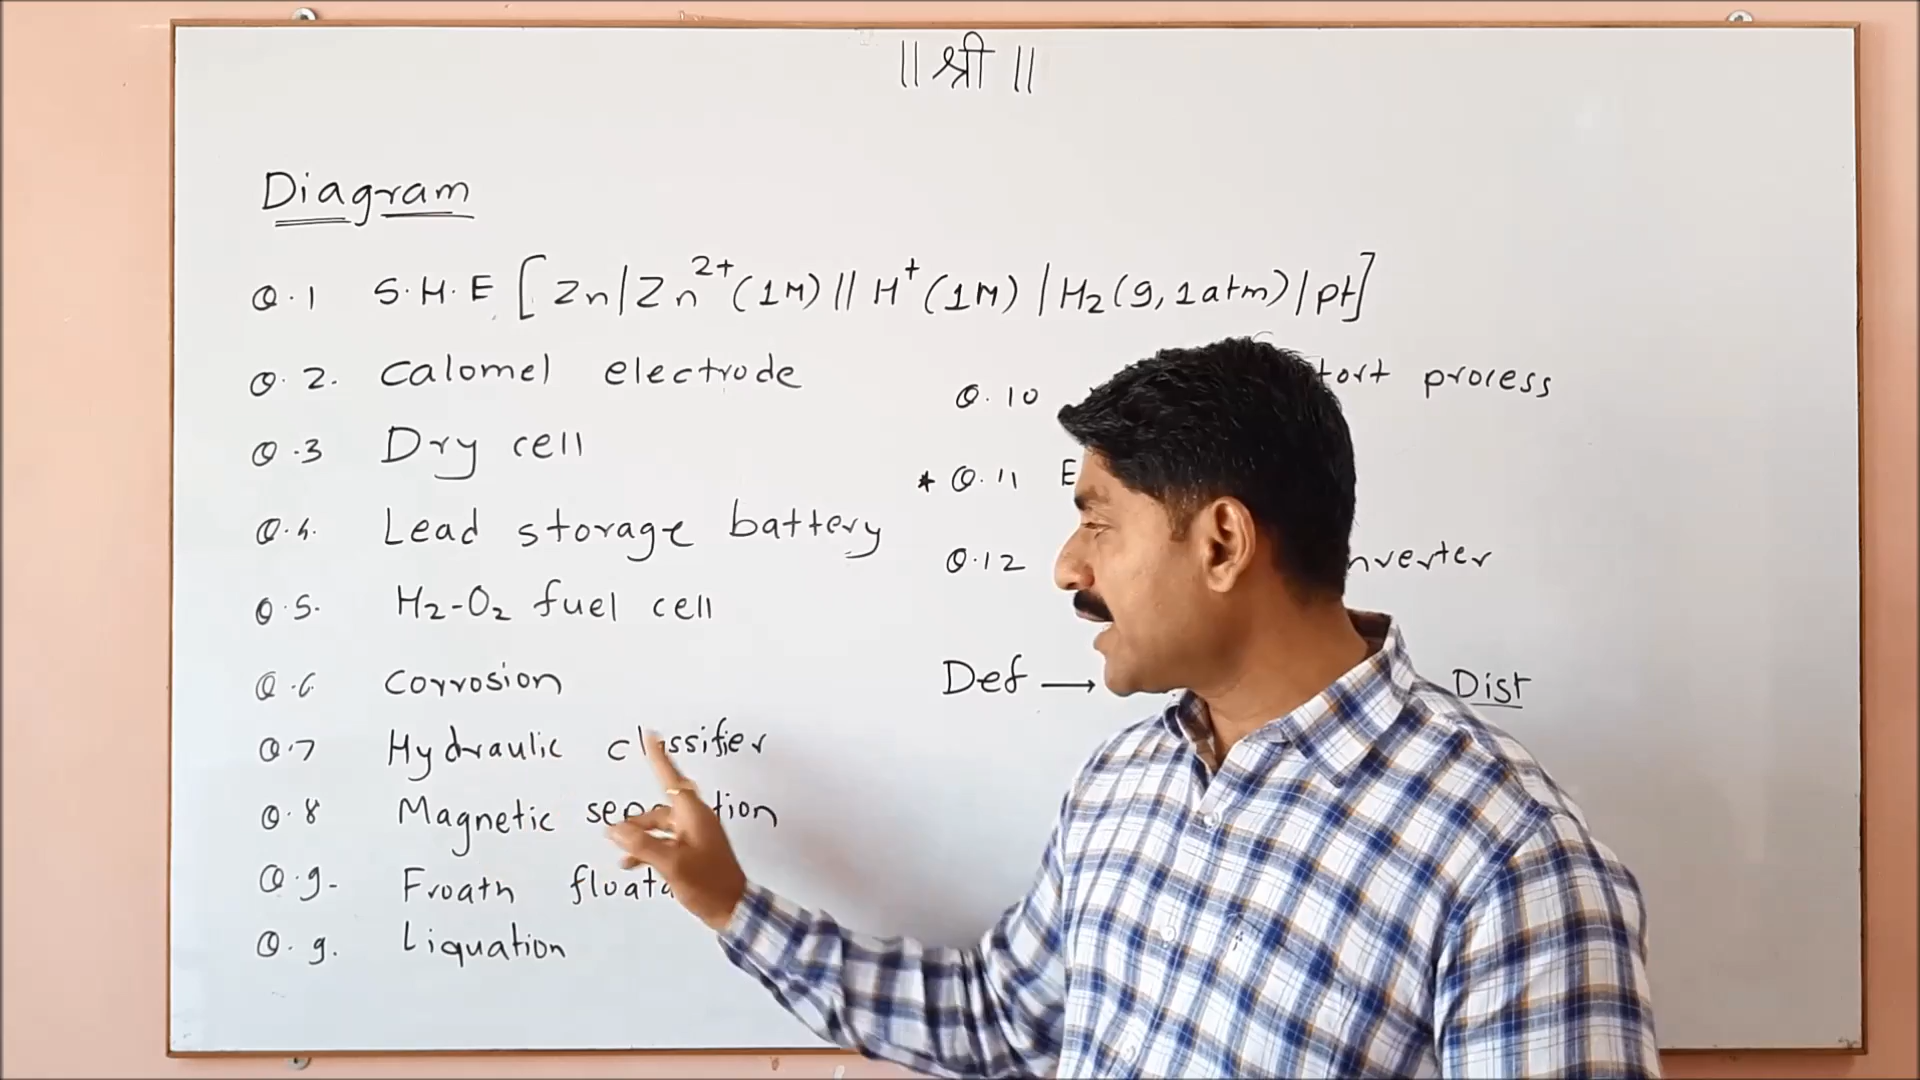 || श्री ||
Diagram
Q.1 S.H.E [Zn|Zn²⁺(1M) || H⁺(1M) | H₂(g, 1atm) | pt]
Q.2. calomel electrode
Q.3 Dry cell
Q.4. Lead storage battery
Q.5. H₂-O₂ fuel cell
Q.6 corrosion
Q.7 Hydraulic classifier
Q.8 Magnetic
Q.9- Froath
Q.9. Liquation
Q.10 process
* Q.11
Q.12
Def → Dist